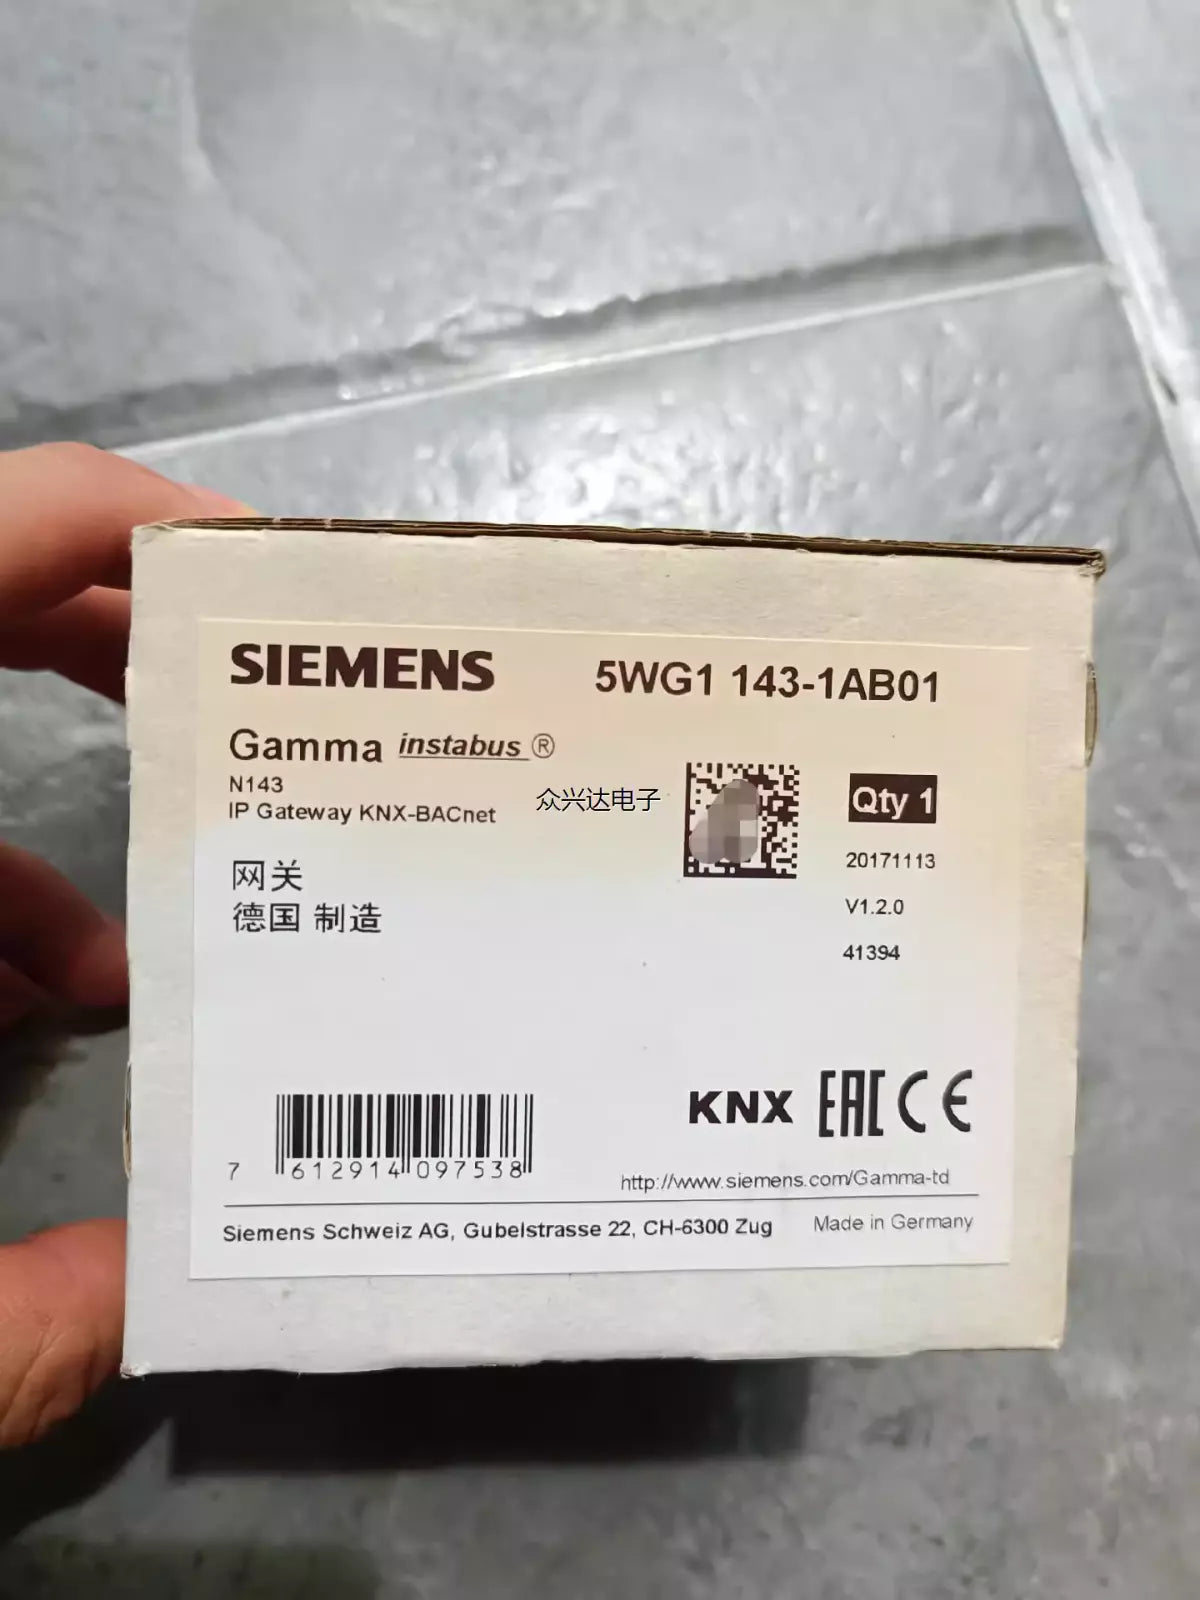 SIEMENS
5WG1 143-1AB01
Gamma instabus ®
N143
IP Gateway KNX-BACnet
众兴达电子
Qty 1
20171113
V1.2.0
41394
网关
德国 制造
KNX EAC CE
7 612914 097538
http://www.siemens.com/Gamma-td
Siemens Schweiz AG, Gubelstrasse 22, CH-6300 Zug
Made in Germany